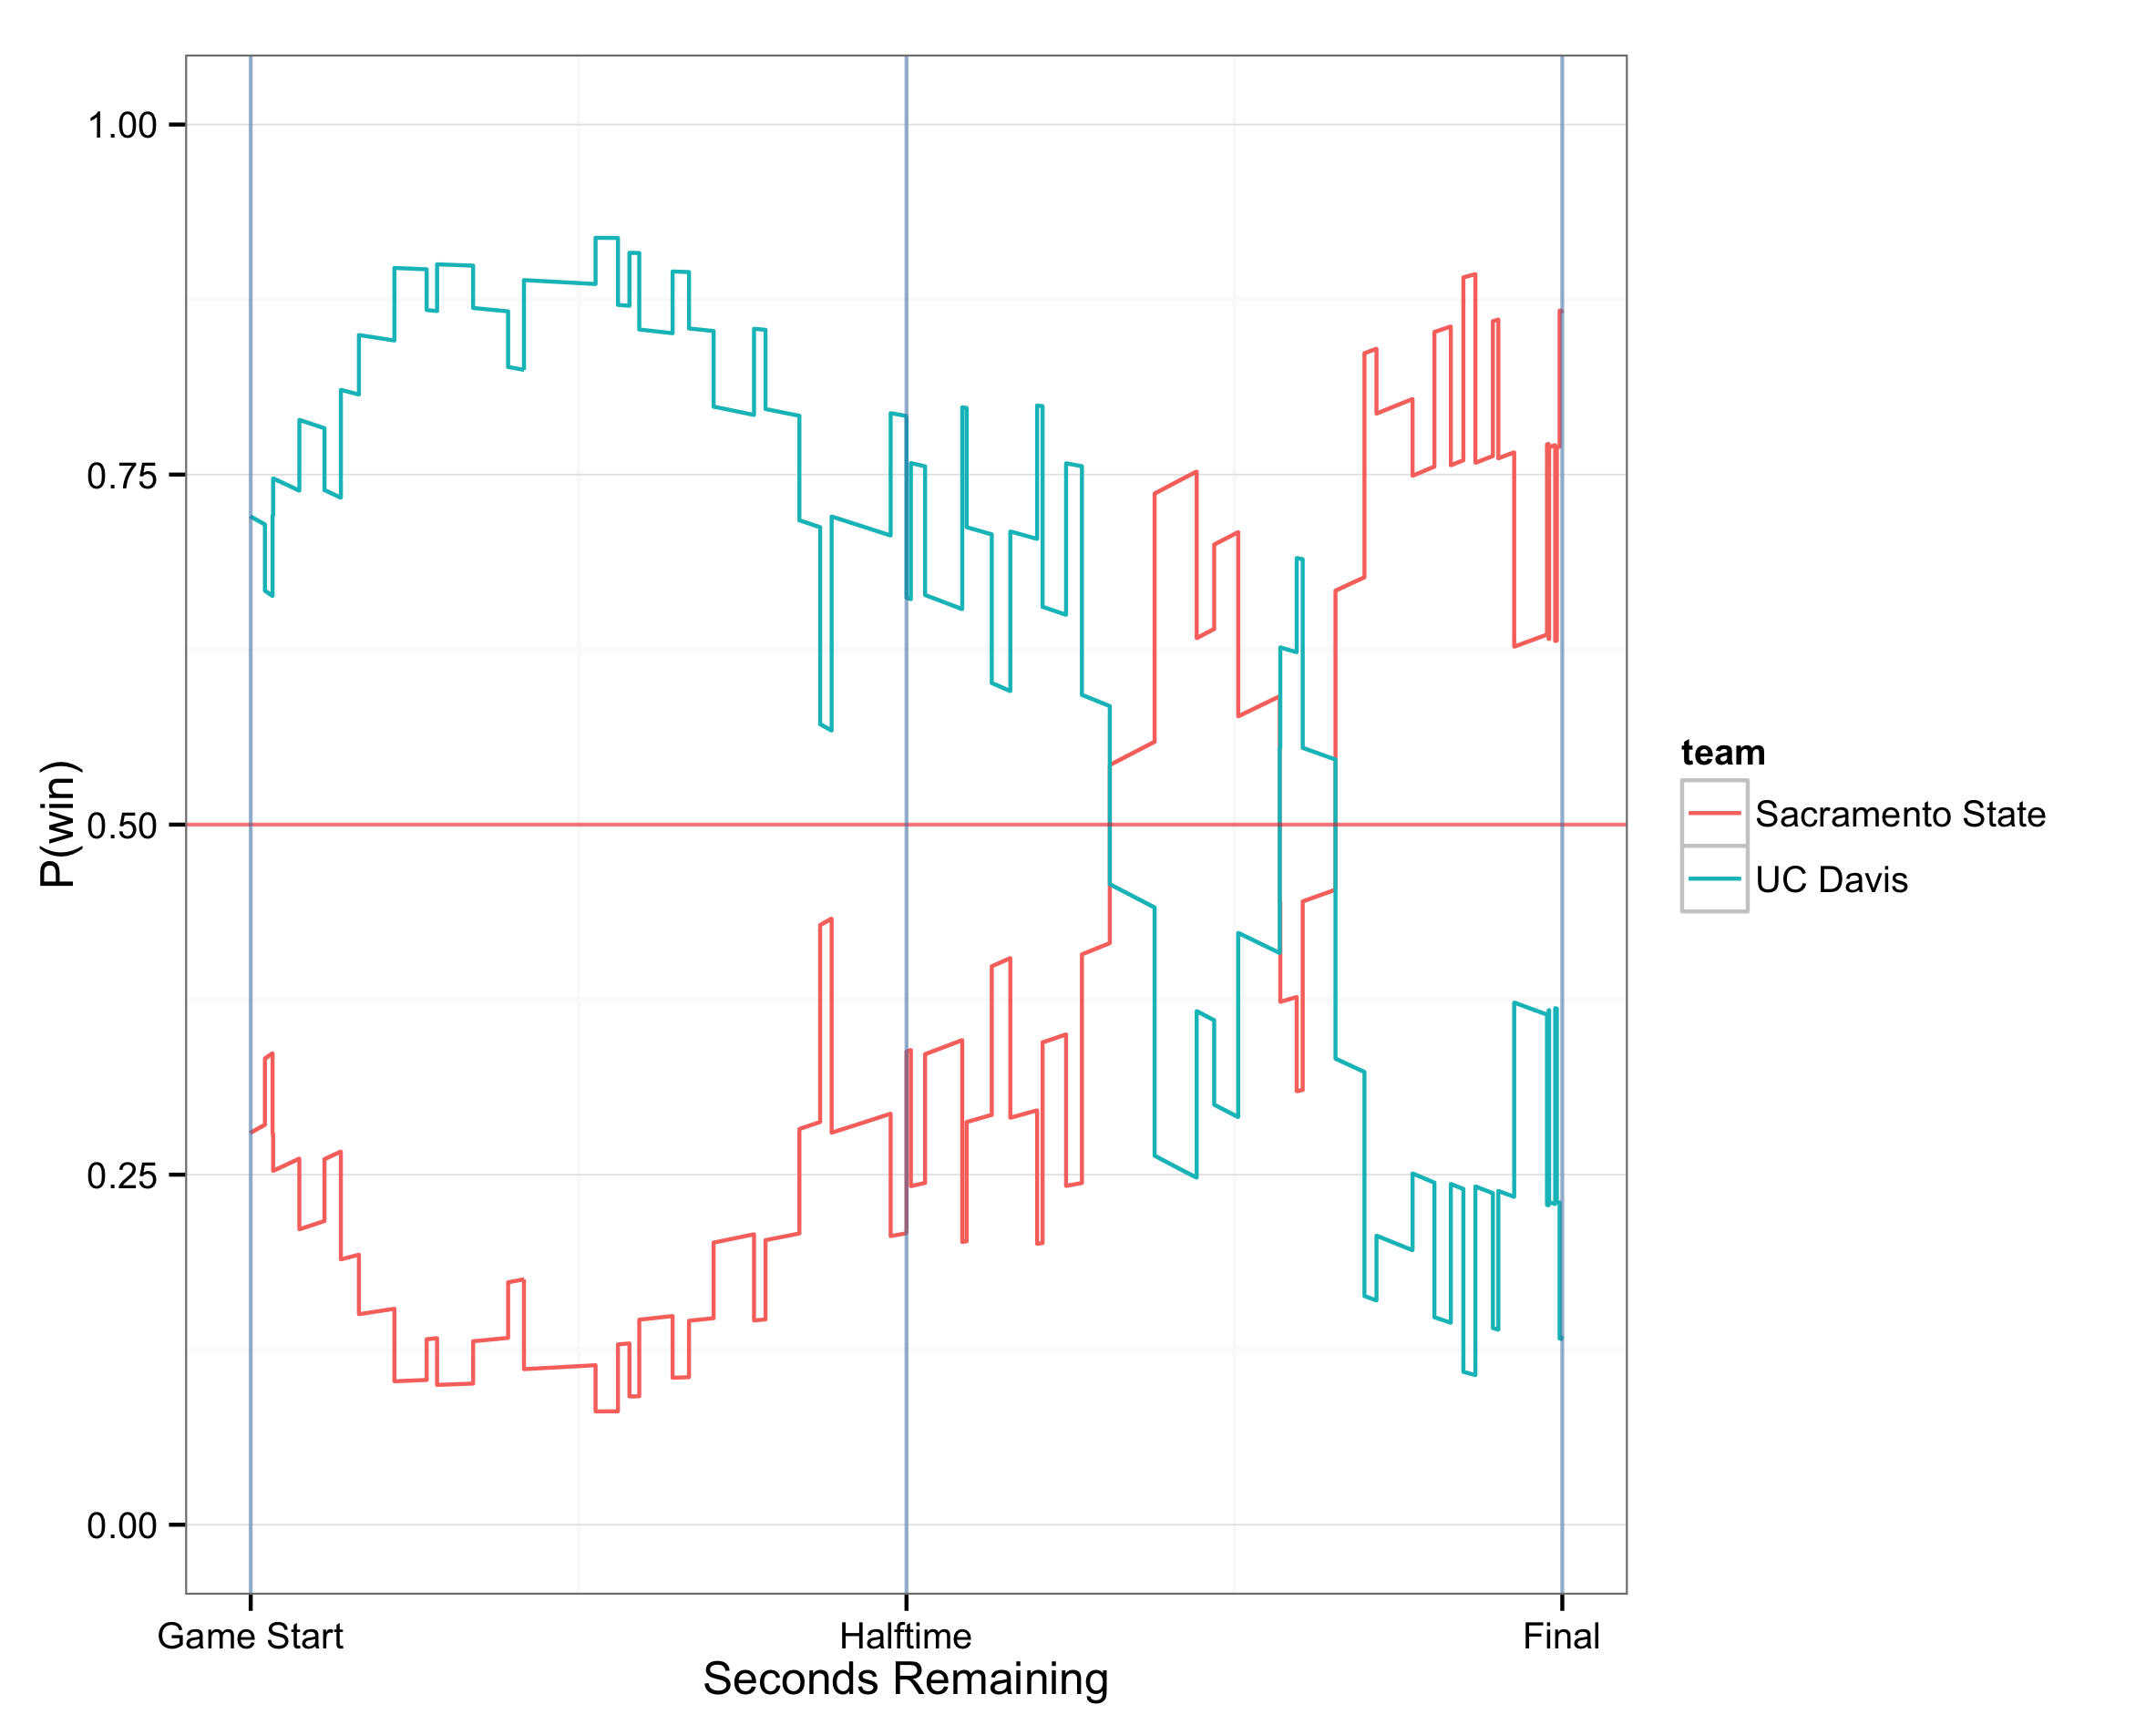 1.00
0.75
0.50
0.25
0.00
P(win)
Game Start
Halftime
Final
Seconds Remaining
team
Sacramento State
UC Davis